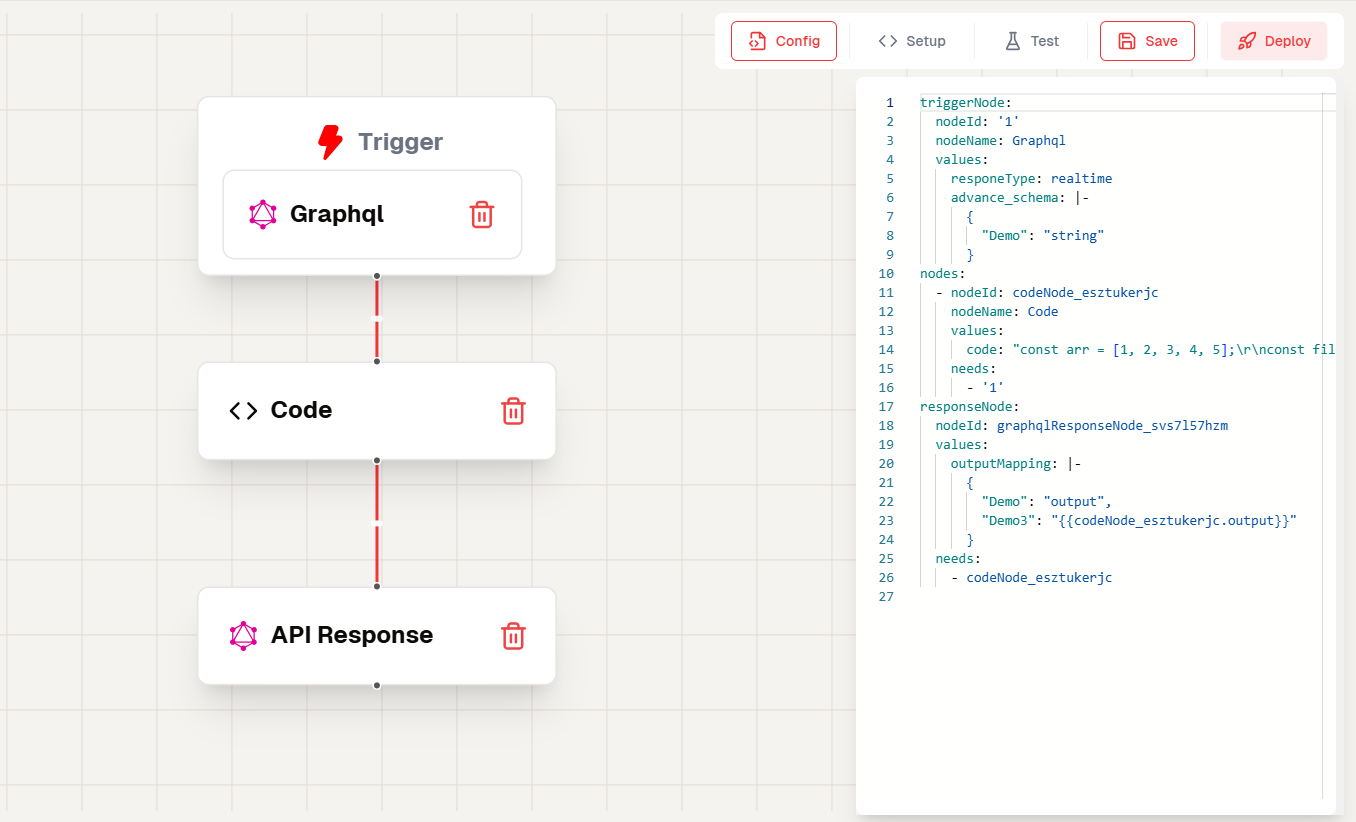 Config
Setup
Test
Save
Deploy
Trigger
Graphql
Code
API Response
1 triggerNode:
2   nodeId: '1'
3   nodeName: Graphql
4   values:
5     responeType: realtime
6     advance_schema: |-
7       {
8         "Demo": "string"
9       }
10 nodes:
11   - nodeId: codeNode_esztukerjc
12     nodeName: Code
13     values:
14       code: "const arr = [1, 2, 3, 4, 5];\r\nconst fil
15     needs:
16       - '1'
17 responseNode:
18   nodeId: graphqlResponseNode_svs7l57hzm
19   values:
20     outputMapping: |-
21       {
22         "Demo": "output",
23         "Demo3": "{{codeNode_esztukerjc.output}}"
24       }
25   needs:
26     - codeNode_esztukerjc
27